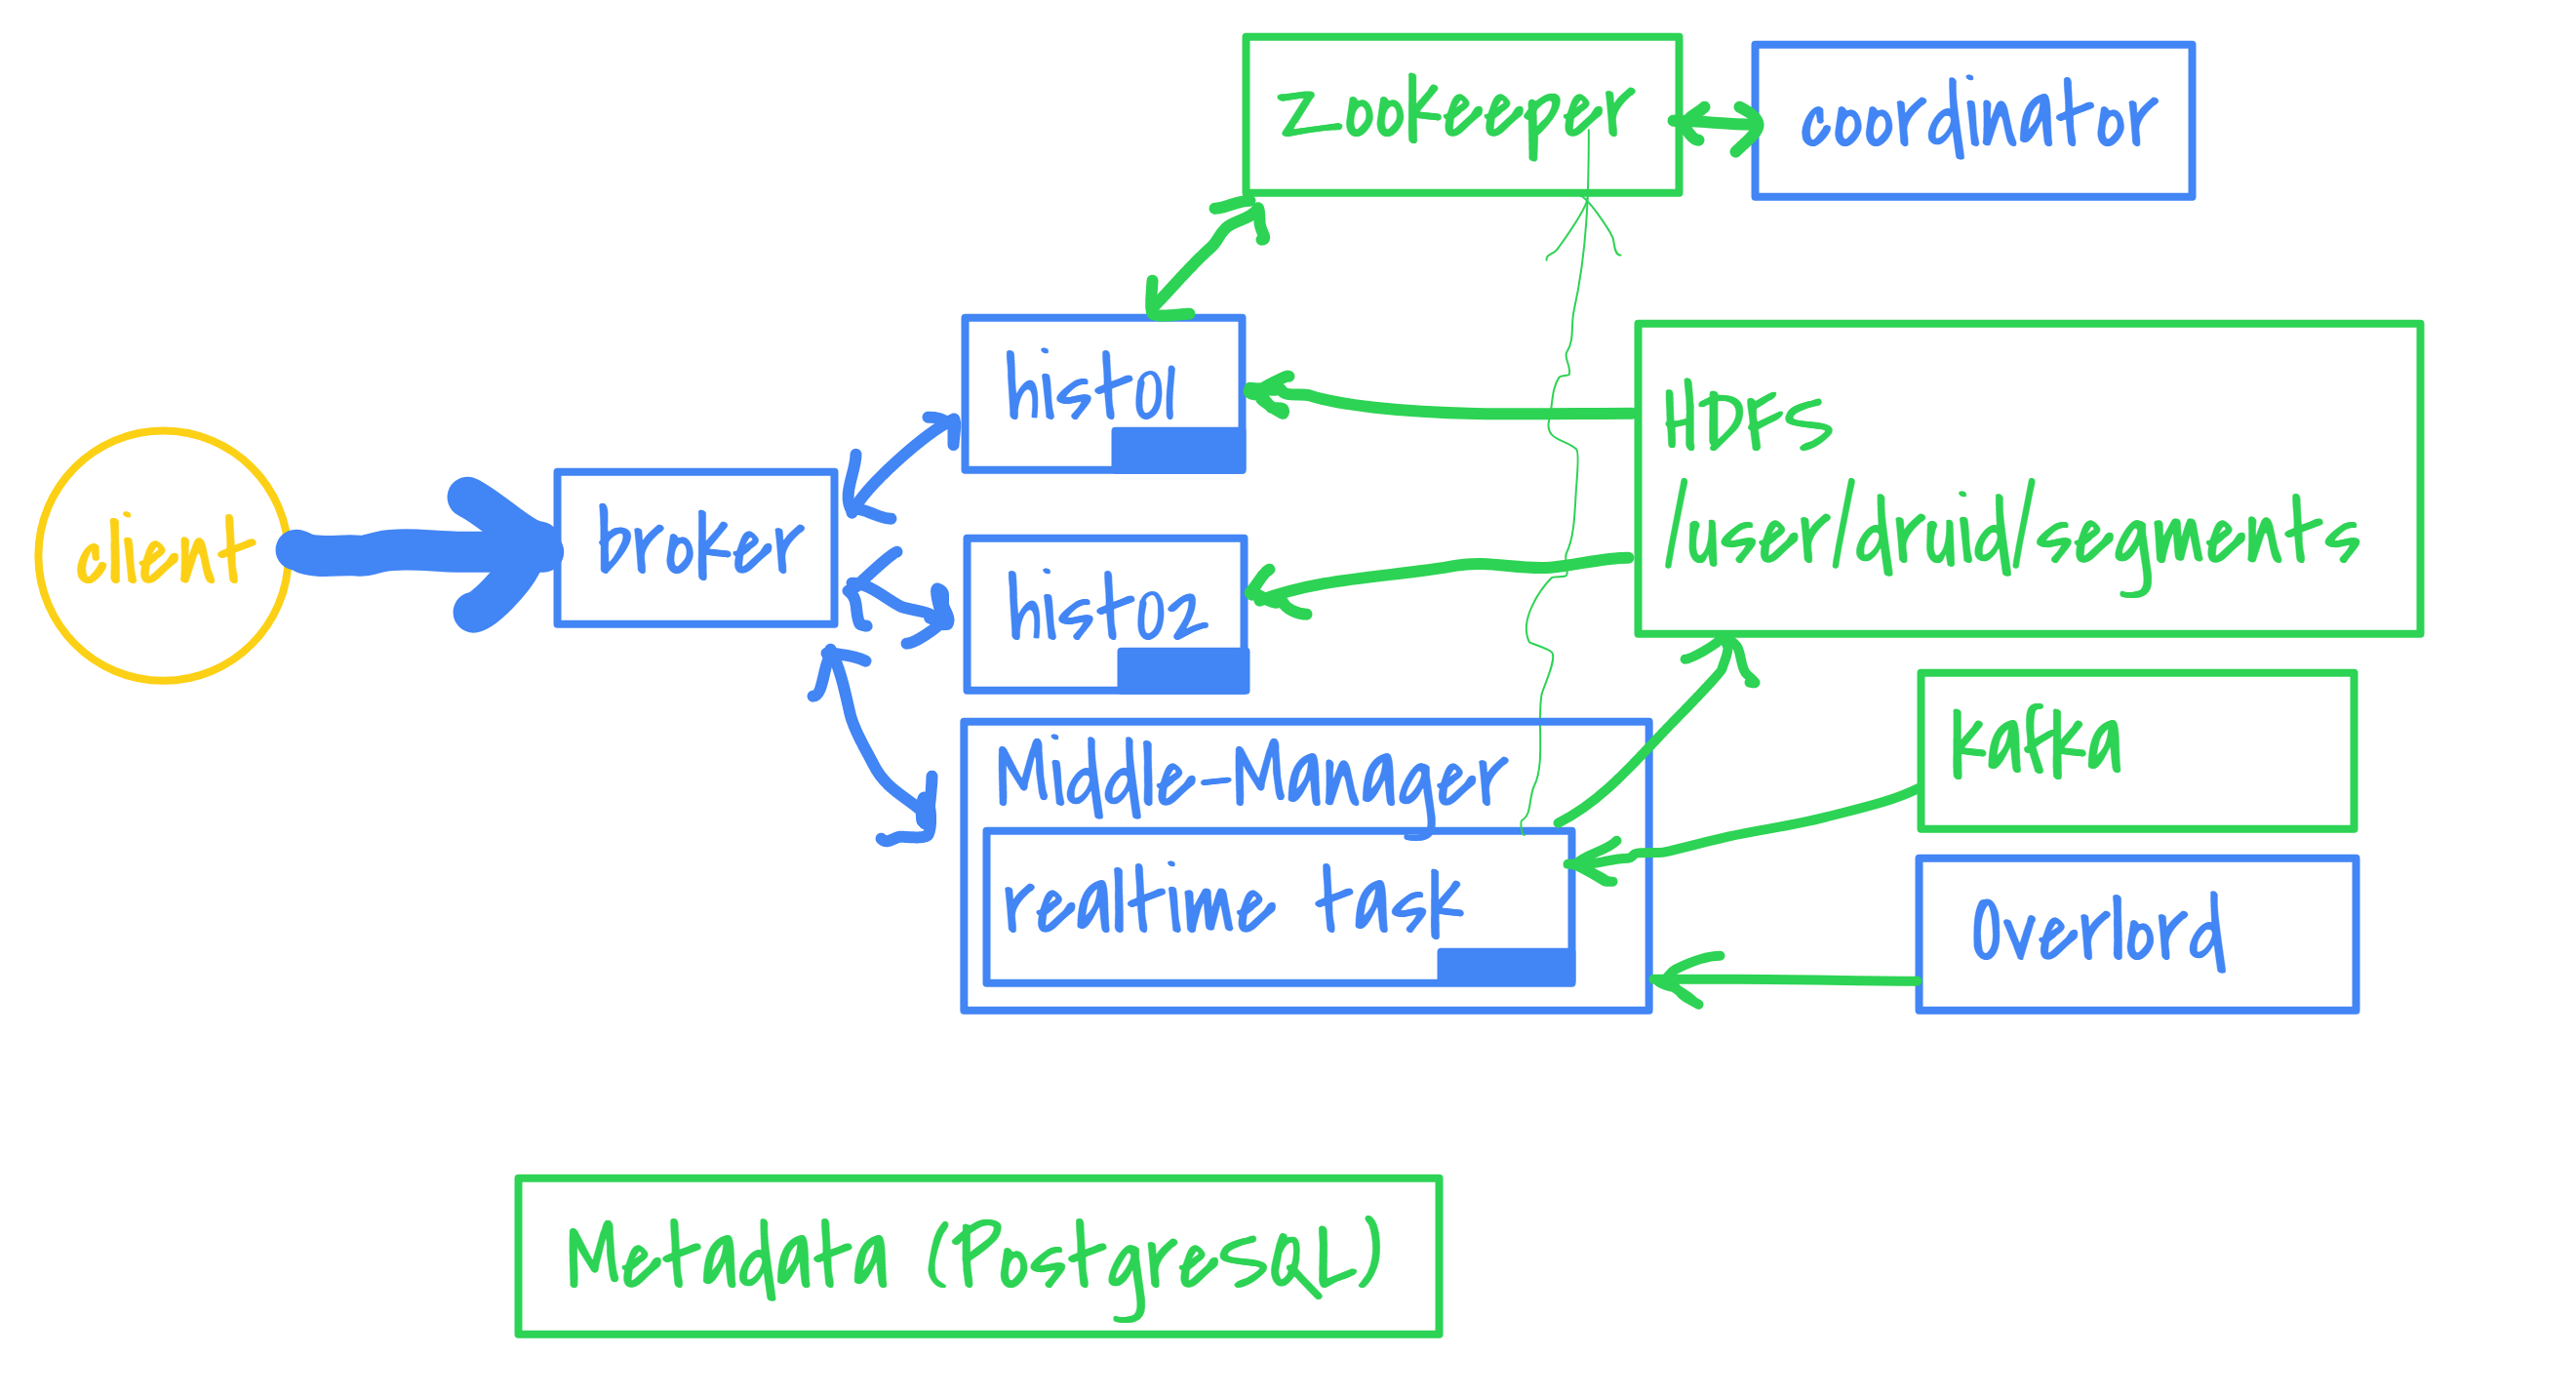 zookeeper
coordinator
hist01
HDFS
/user/druid/segments
client
broker
hist02
Middle-Manager
kafka
realtime task
Overlord
Metadata (PostgreSQL)